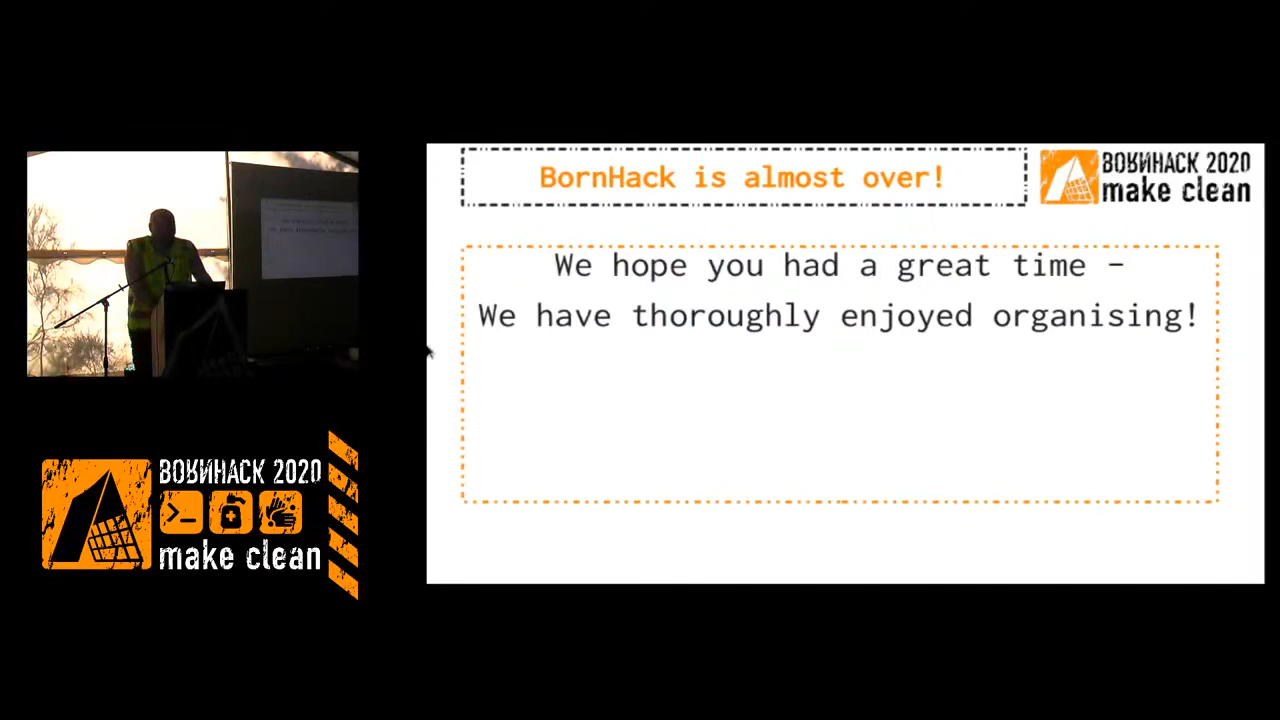 BornHack is almost over!
BORNHACK 2020
make clean
We hope you had a great time –
We have thoroughly enjoyed organising!
BORNHACK 2020
>_
make clean